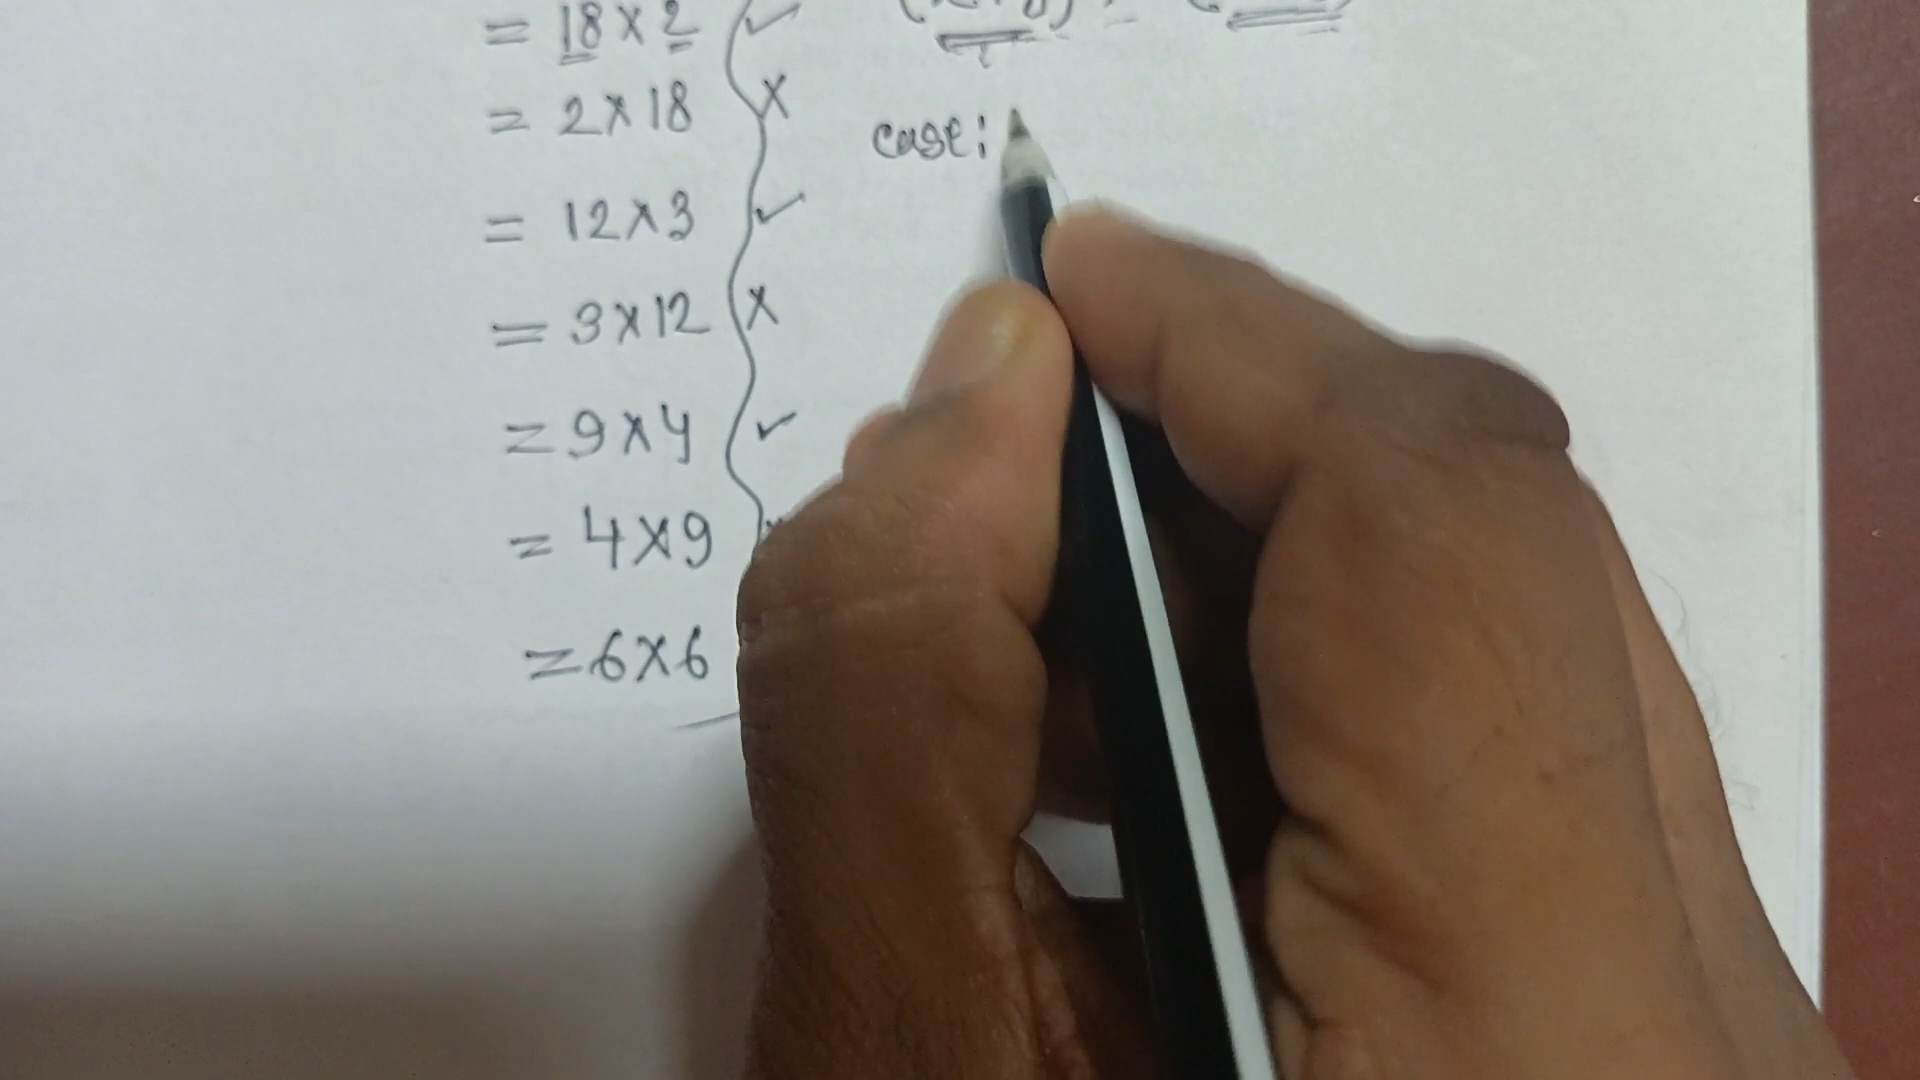 = 18 x 2 ✓
= 2 x 18 x
case:
= 12 x 3 ✓
= 3 x 12 x
= 9 x 4 ✓
= 4 x 9
= 6 x 6